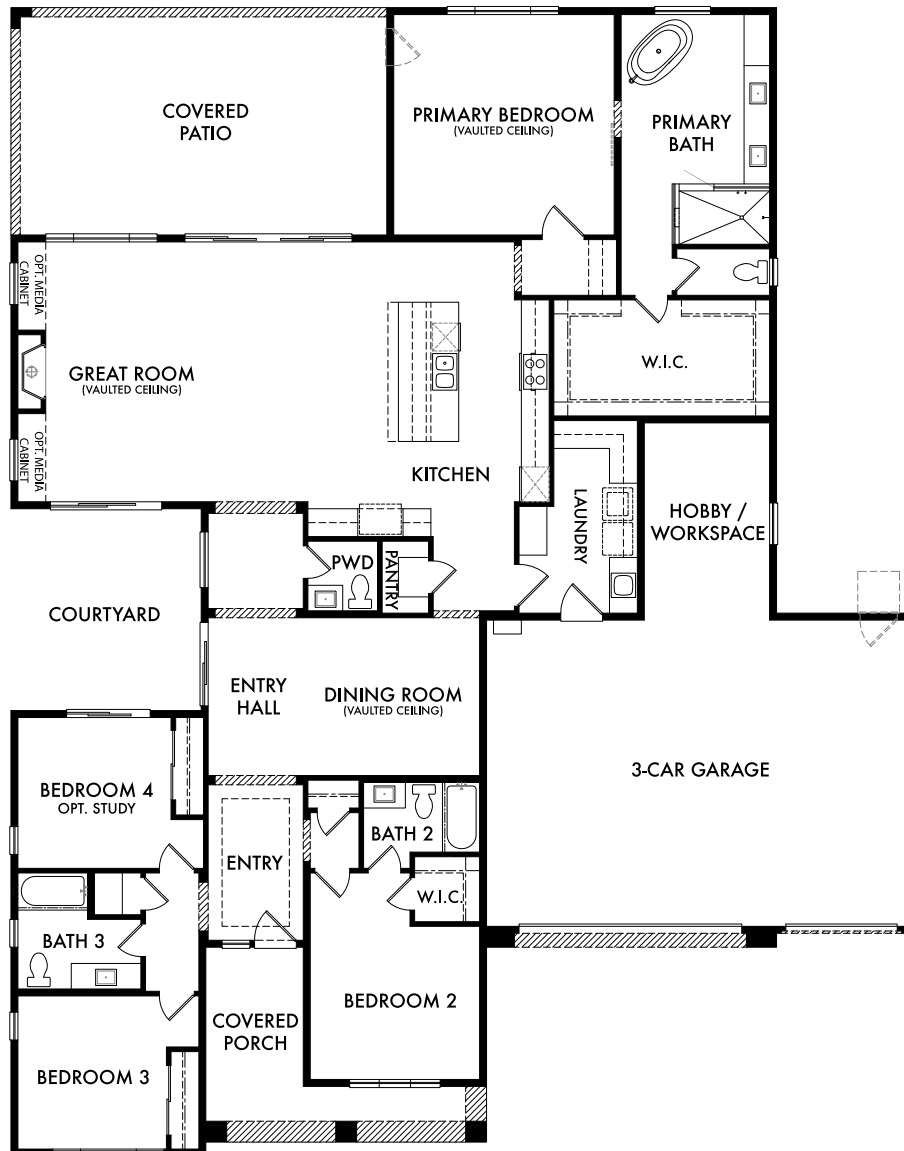 COVERED
PATIO
PRIMARY BEDROOM
(VAULTED CEILING)
PRIMARY
BATH
OPT. MEDIA
CABINET
GREAT ROOM
(VAULTED CEILING)
W.I.C.
OPT. MEDIA
CABINET
KITCHEN
LAUNDRY
HOBBY /
WORKSPACE
PWD
PANTRY
COURTYARD
ENTRY
HALL
DINING ROOM
(VAULTED CEILING)
3-CAR GARAGE
BEDROOM 4
OPT. STUDY
BATH 2
ENTRY
W.I.C.
BATH 3
BEDROOM 2
COVERED
PORCH
BEDROOM 3